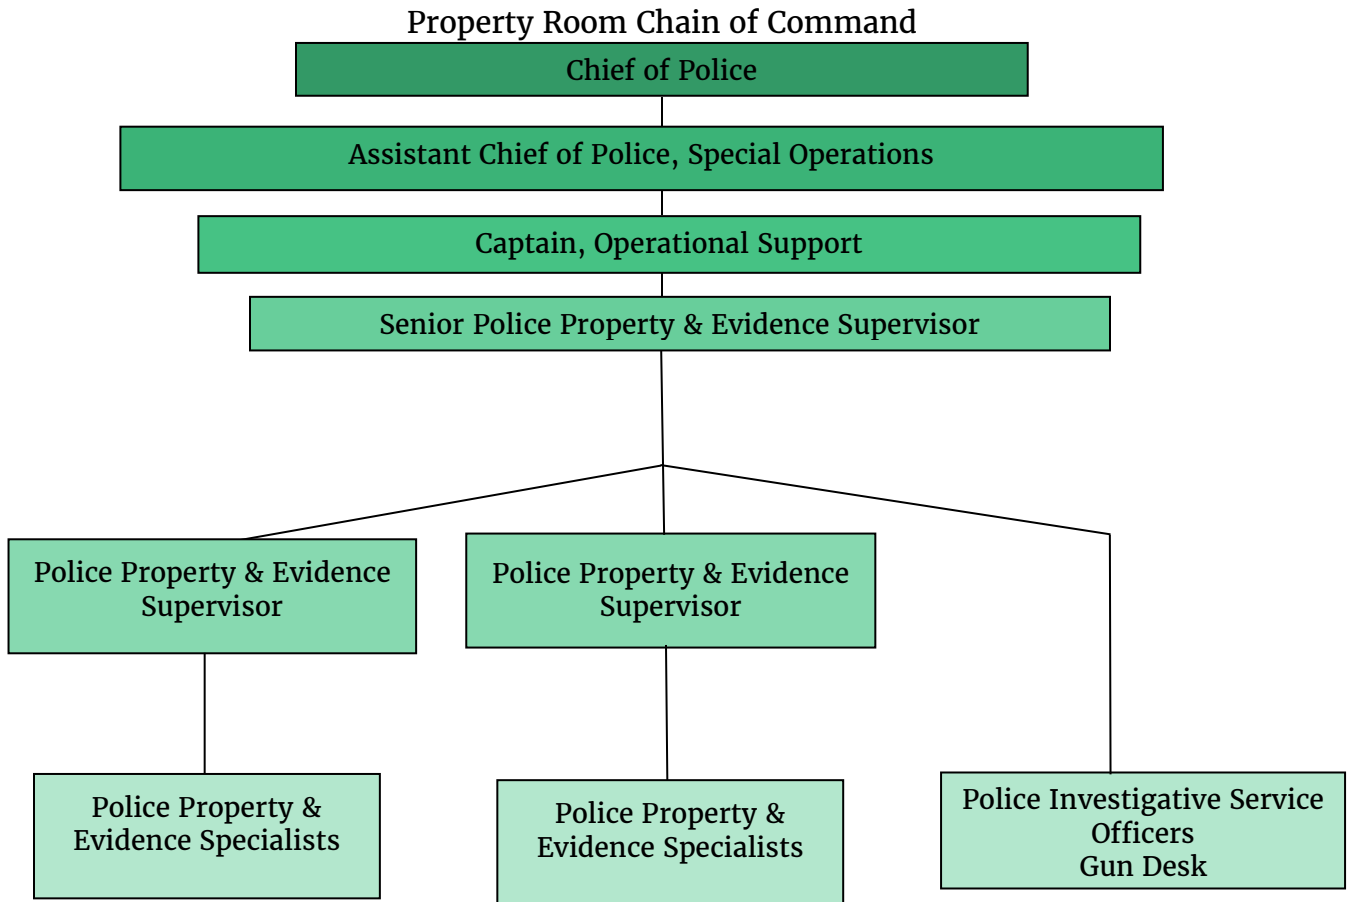 Property Room Chain of Command
Chief of Police
Assistant Chief of Police, Special Operations
Captain, Operational Support
Senior Police Property & Evidence Supervisor
Police Property & Evidence
Supervisor
Police Property & Evidence
Supervisor
Police Property &
Evidence Specialists
Police Property &
Evidence Specialists
Police Investigative Service
Officers
Gun Desk